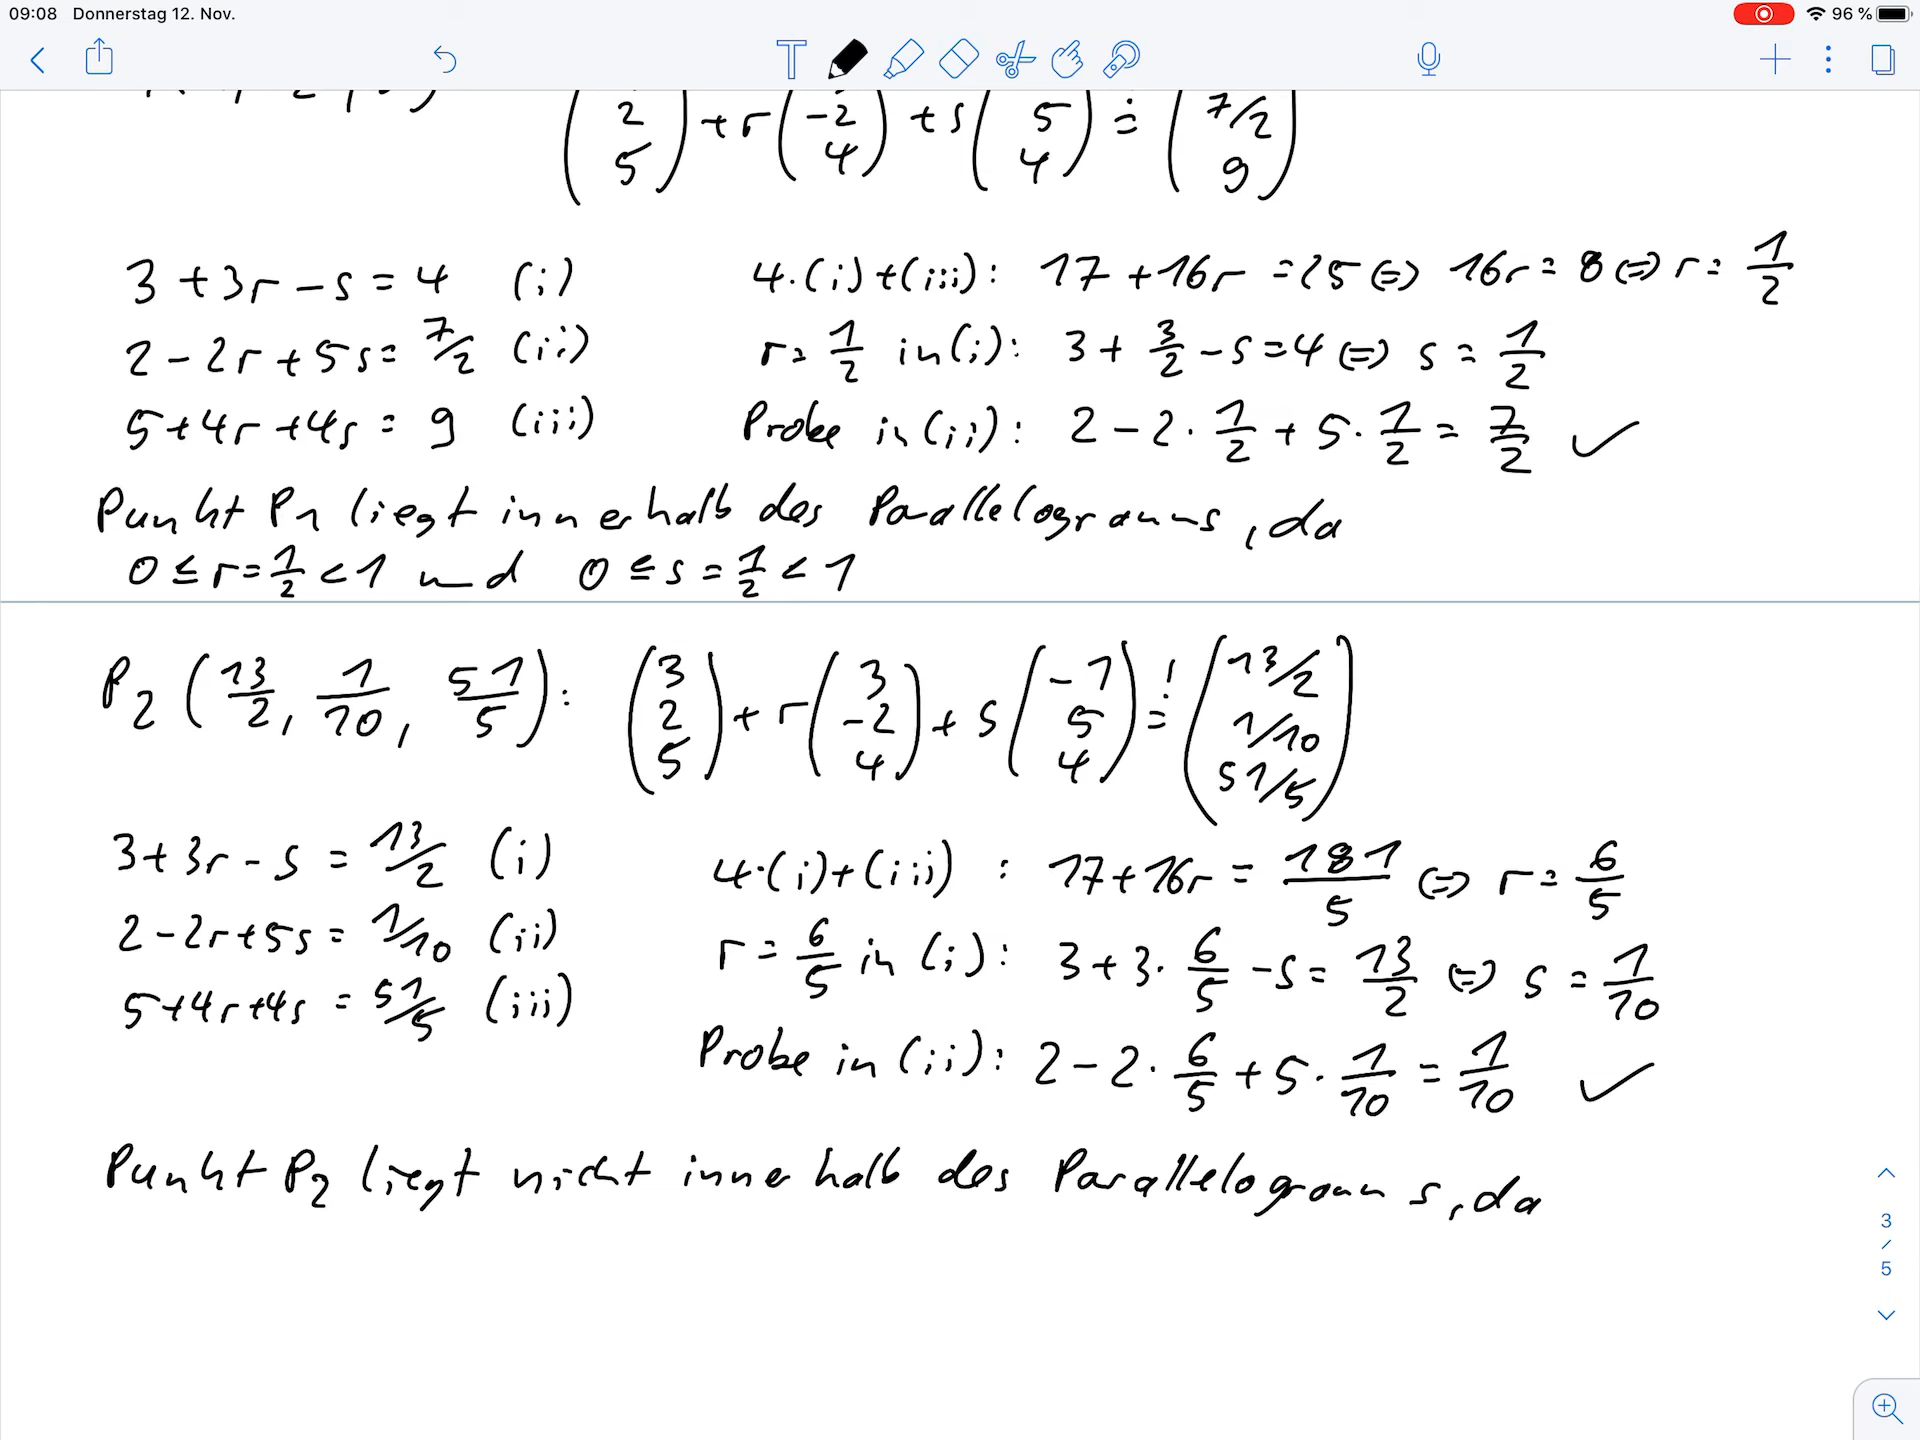 09:08 Donnerstag 12. Nov. 96 %
T
(2 5) + r (-2 4) + s (5 4) = (7/2 9)
3 + 3r - s = 4 (i) 4·(i)+(iii): 17 + 16r = 25 ⇔ 16r = 8 ⇔ r = 1/2
2 - 2r + 5s = 7/2 (ii) r = 1/2 in (i): 3 + 3/2 - s = 4 ⇔ s = 1/2
5 + 4r + 4s = 9 (iii) Probe in (ii): 2 - 2 · 1/2 + 5 · 1/2 = 7/2 ✓
Punkt P1 liegt innerhalb des Parallelogramms, da
0 ≤ r = 1/2 < 1 und 0 ≤ s = 1/2 < 1
P2 (13/2, 1/10, 51/5): (3 2 5) + r (3 -2 4) + s (-1 5 4) =! (13/2 1/10 51/5)
3 + 3r - s = 13/2 (i) 4·(i)+(iii): 17 + 16r = 181/5 ⇔ r = 6/5
2 - 2r + 5s = 1/10 (ii) r = 6/5 in (i): 3 + 3 · 6/5 - s = 13/2 ⇔ s = 1/10
5 + 4r + 4s = 51/5 (iii)
Probe in (ii): 2 - 2 · 6/5 + 5 · 1/10 = 1/10 ✓
Punkt P2 liegt nicht innerhalb des Parallelogramms, da
3
/
5